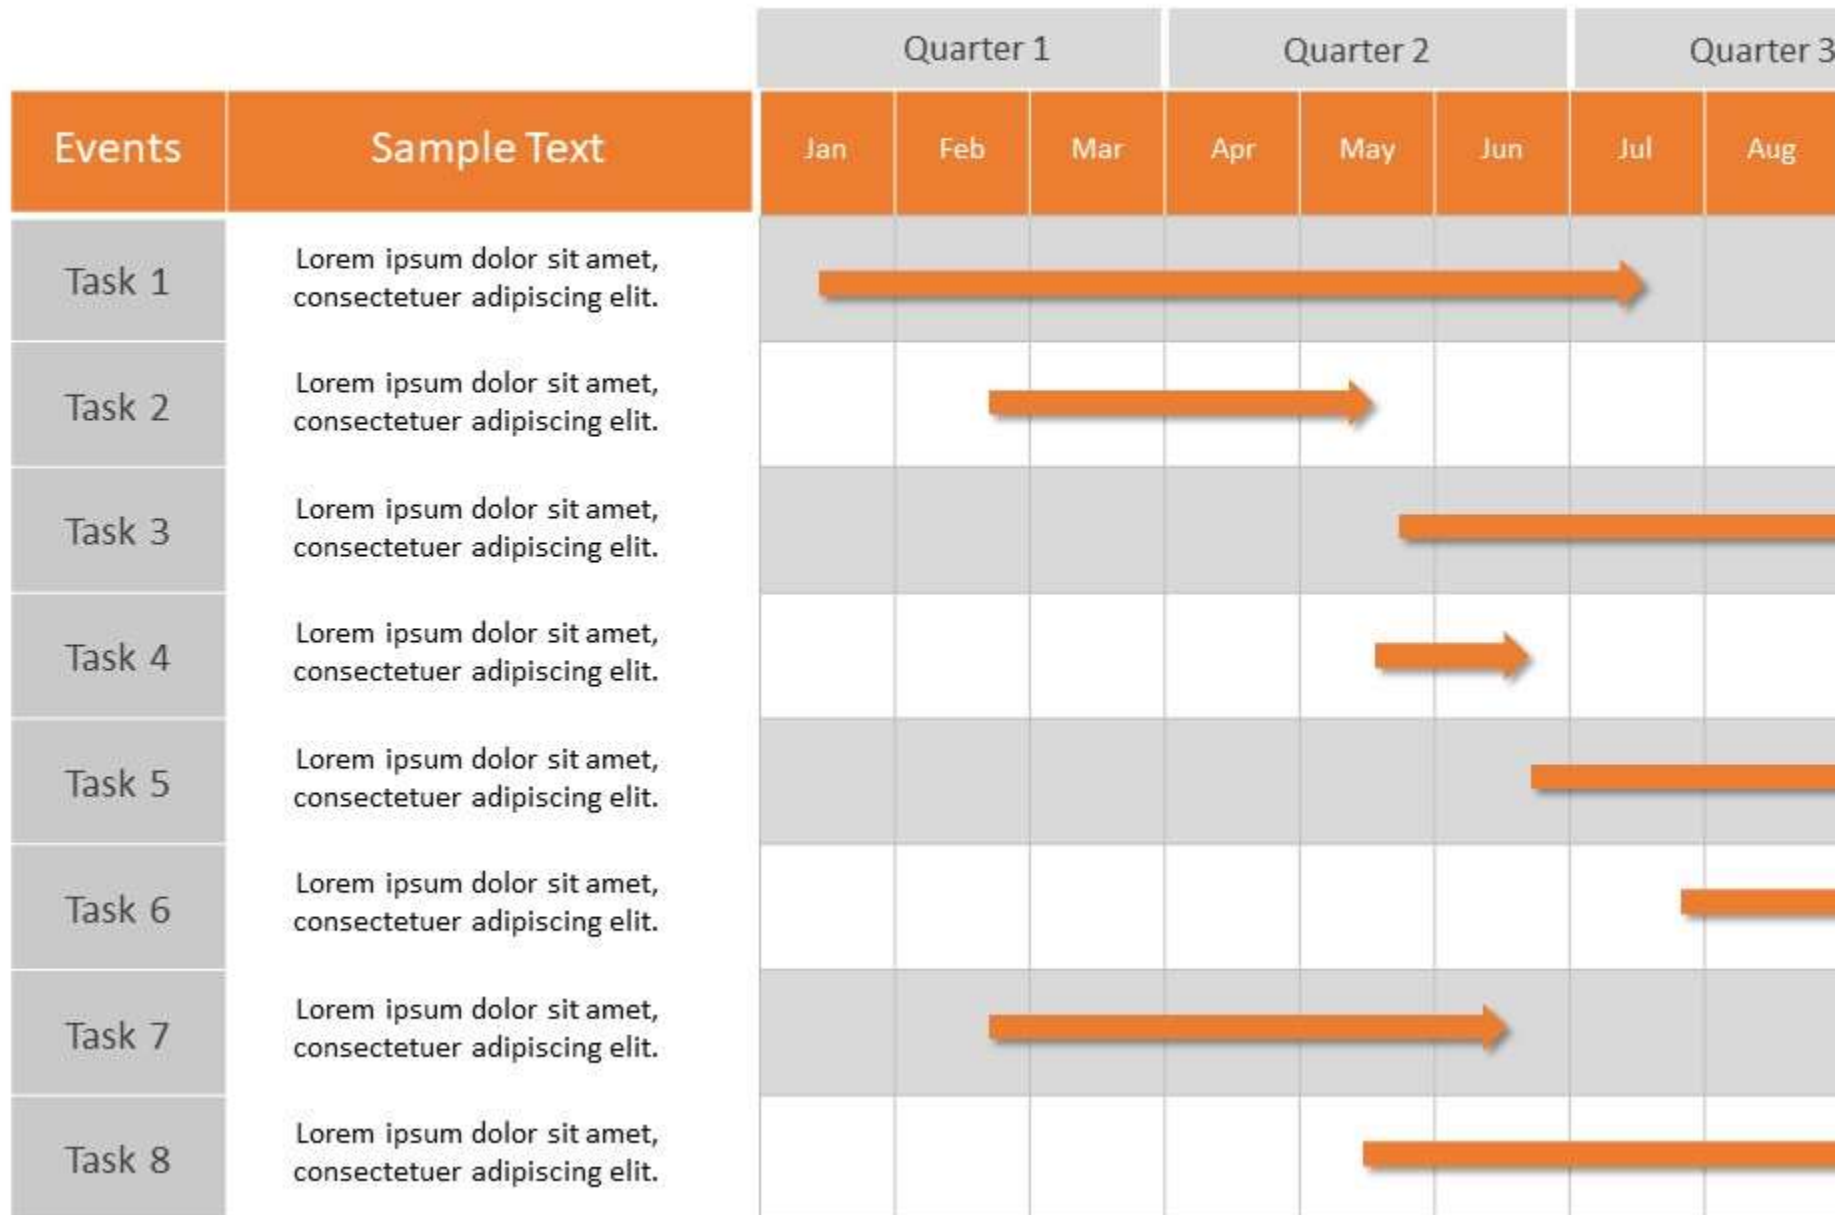 Quarter 1 Quarter 2 Quarter 3
Events Sample Text Jan Feb Mar Apr May Jun Jul Aug
Task 1
Lorem ipsum dolor sit amet,
consectetuer adipiscing elit.
Task 2
Lorem ipsum dolor sit amet,
consectetuer adipiscing elit.
Task 3
Lorem ipsum dolor sit amet,
consectetuer adipiscing elit.
Task 4
Lorem ipsum dolor sit amet,
consectetuer adipiscing elit.
Task 5
Lorem ipsum dolor sit amet,
consectetuer adipiscing elit.
Task 6
Lorem ipsum dolor sit amet,
consectetuer adipiscing elit.
Task 7
Lorem ipsum dolor sit amet,
consectetuer adipiscing elit.
Task 8
Lorem ipsum dolor sit amet,
consectetuer adipiscing elit.